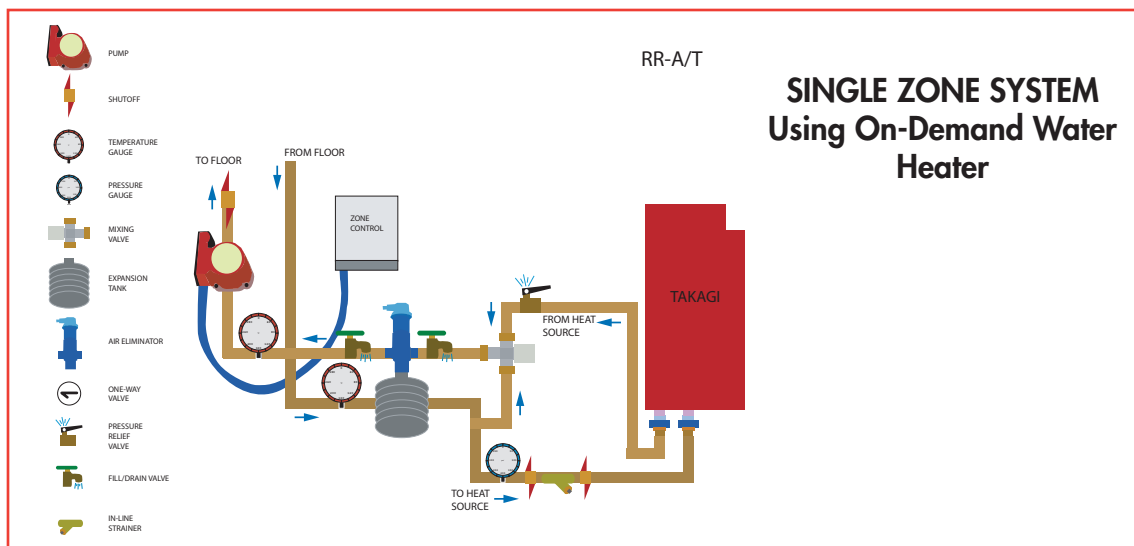 RR-A/T
SINGLE ZONE SYSTEM
Using On-Demand Water
Heater
PUMP
SHUTOFF
TEMPERATURE
GAUGE
PRESSURE
GAUGE
MIXING
VALVE
EXPANSION
TANK
AIR ELIMINATOR
ONE-WAY
VALVE
PRESSURE
RELIEF
VALVE
FILL/DRAIN VALVE
IN-LINE
STRAINER
TO FLOOR
FROM FLOOR
ZONE
CONTROL
FROM HEAT
SOURCE
TAKAGI
TO HEAT
SOURCE